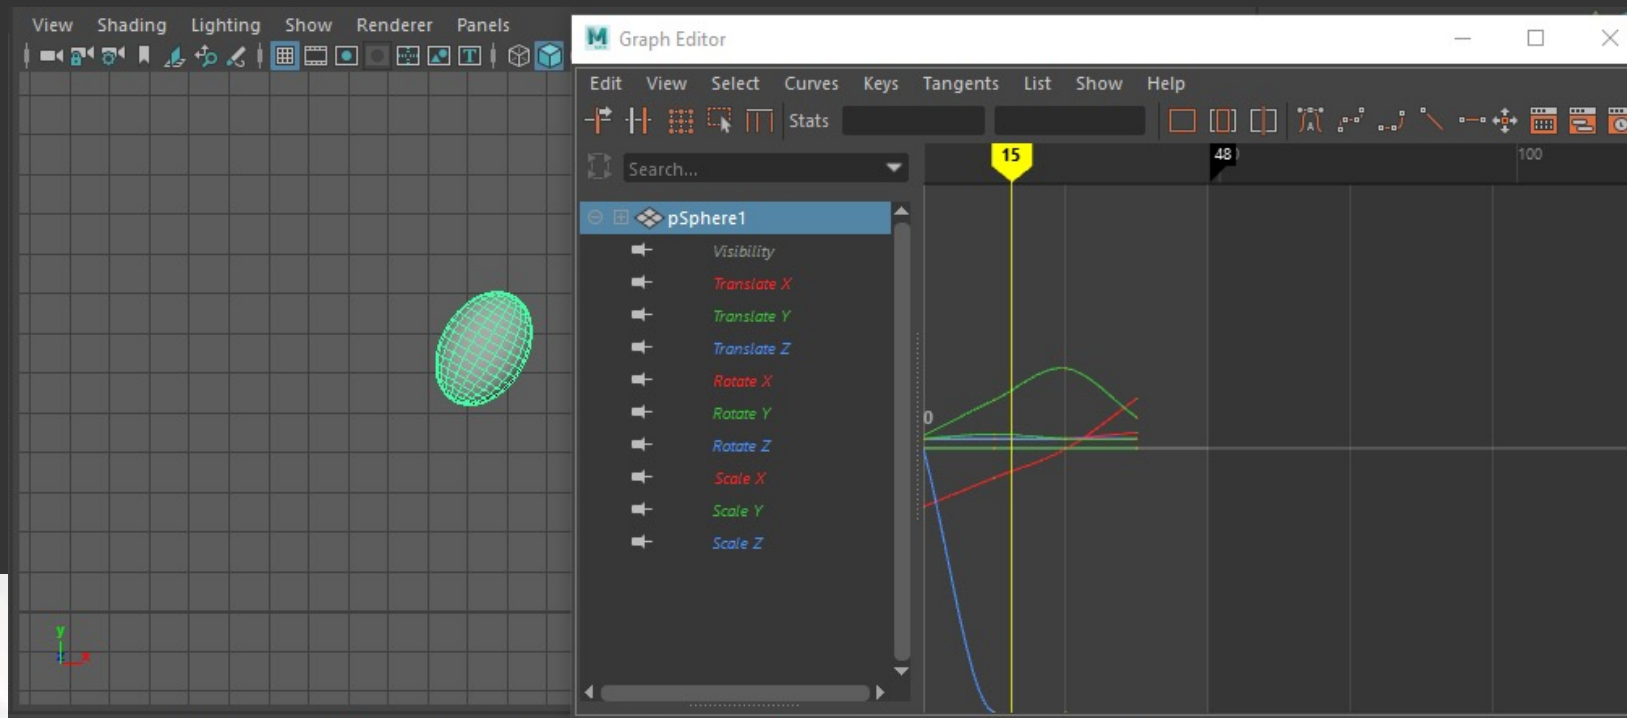 View Shading Lighting Show Renderer Panels
Graph Editor
Edit View Select Curves Keys Tangents List Show Help
Stats
Search...
15
48
100
pSphere1
Visibility
Translate X
Translate Y
Translate Z
Rotate X
Rotate Y
Rotate Z
Scale X
Scale Y
Scale Z
0
y
x